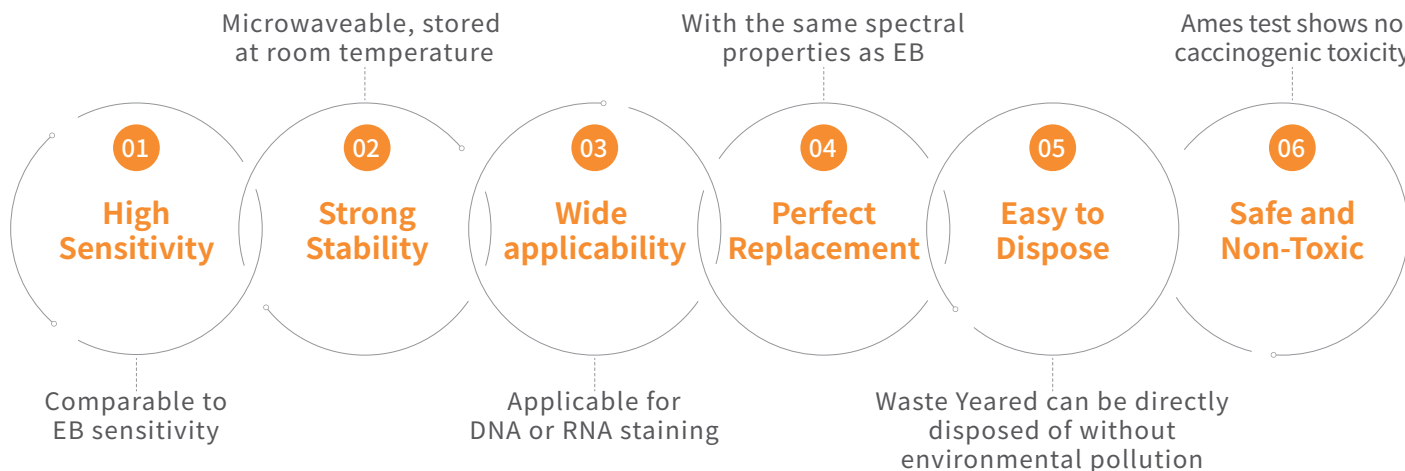 Microwaveable, stored
at room temperature
With the same spectral
properties as EB
Ames test shows no
caccinogenic toxicity
01
High
Sensitivity
02
Strong
Stability
03
Wide
applicability
04
Perfect
Replacement
05
Easy to
Dispose
06
Safe and
Non-Toxic
Comparable to
EB sensitivity
Applicable for
DNA or RNA staining
Waste Yeared can be directly
disposed of without
environmental pollution